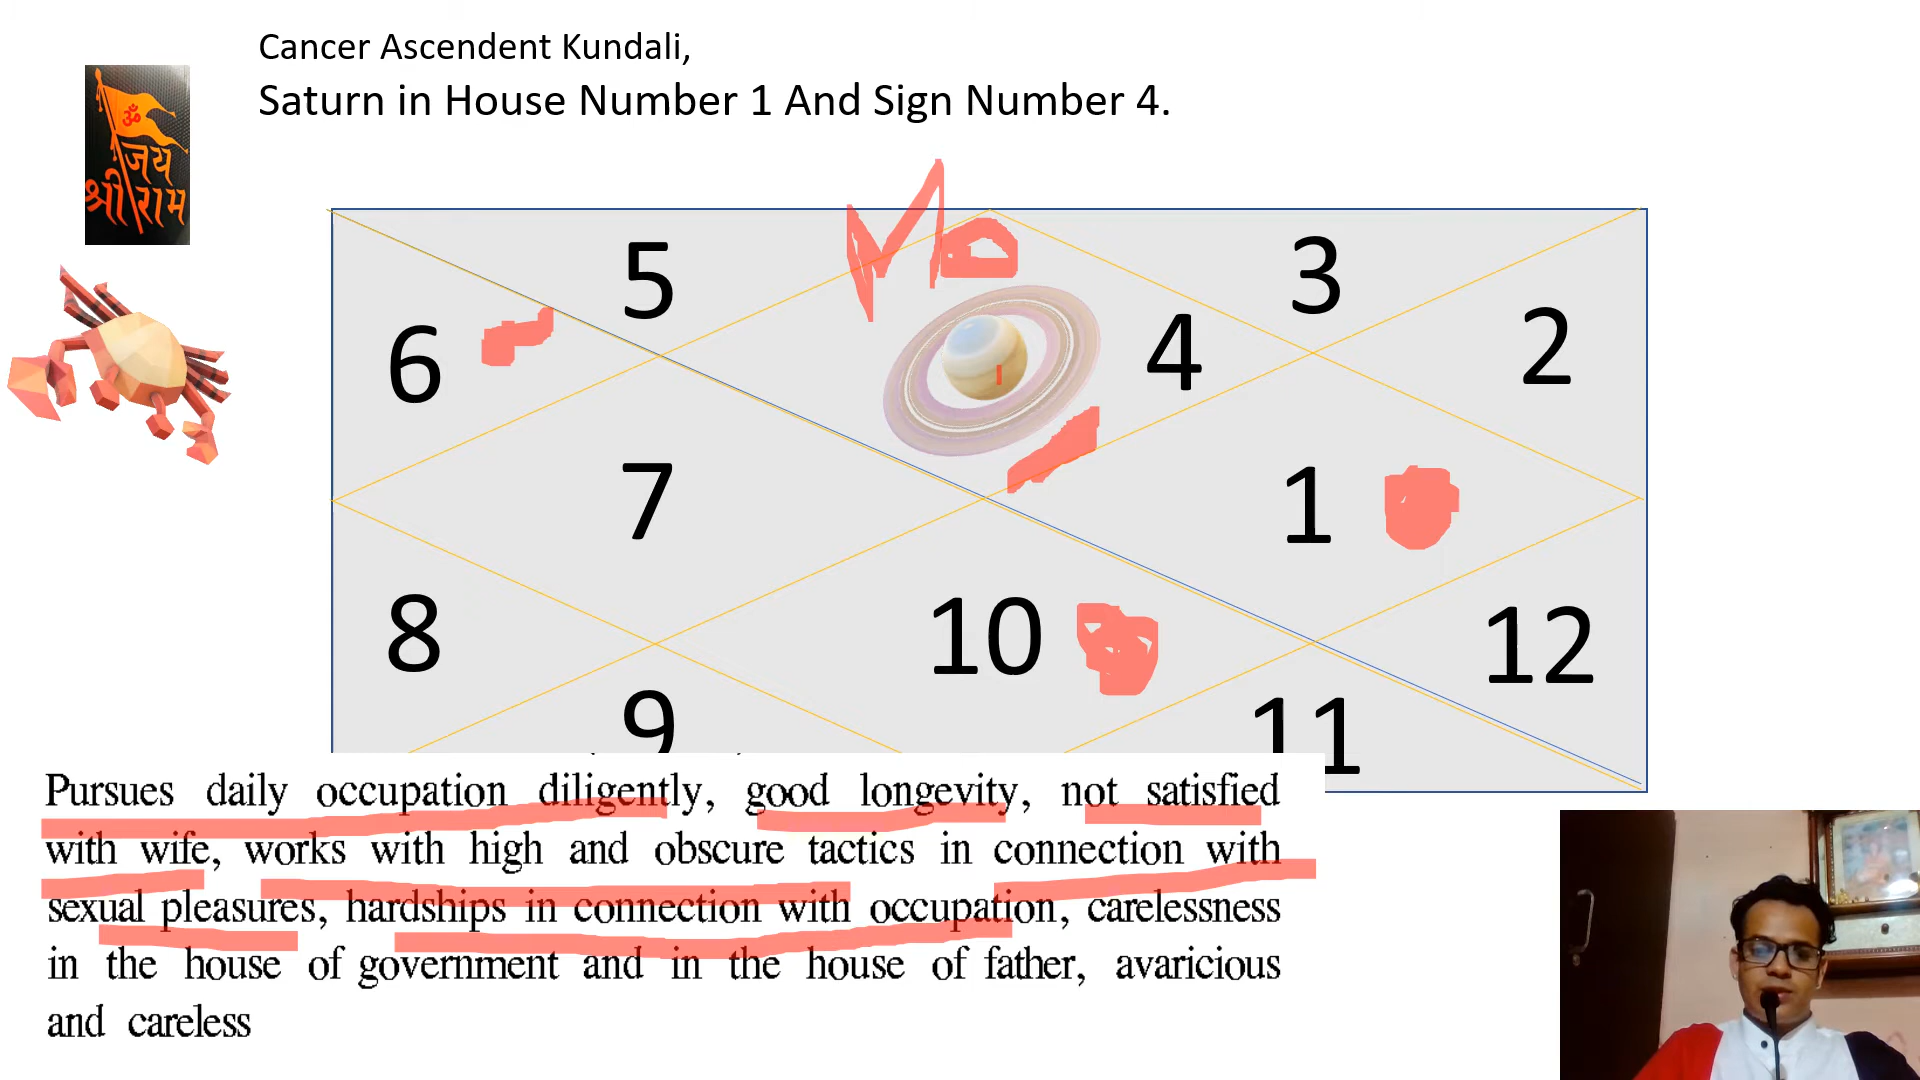 Cancer Ascendent Kundali,
Saturn in House Number 1 And Sign Number 4.
ॐ
जय
श्री राम
Mo
5
3
6
4
2
7
1
8
10
12
9
11
Pursues daily occupation diligently, good longevity, not satisfied
with wife, works with high and obscure tactics in connection with
sexual pleasures, hardships in connection with occupation, carelessness
in the house of government and in the house of father, avaricious
and careless